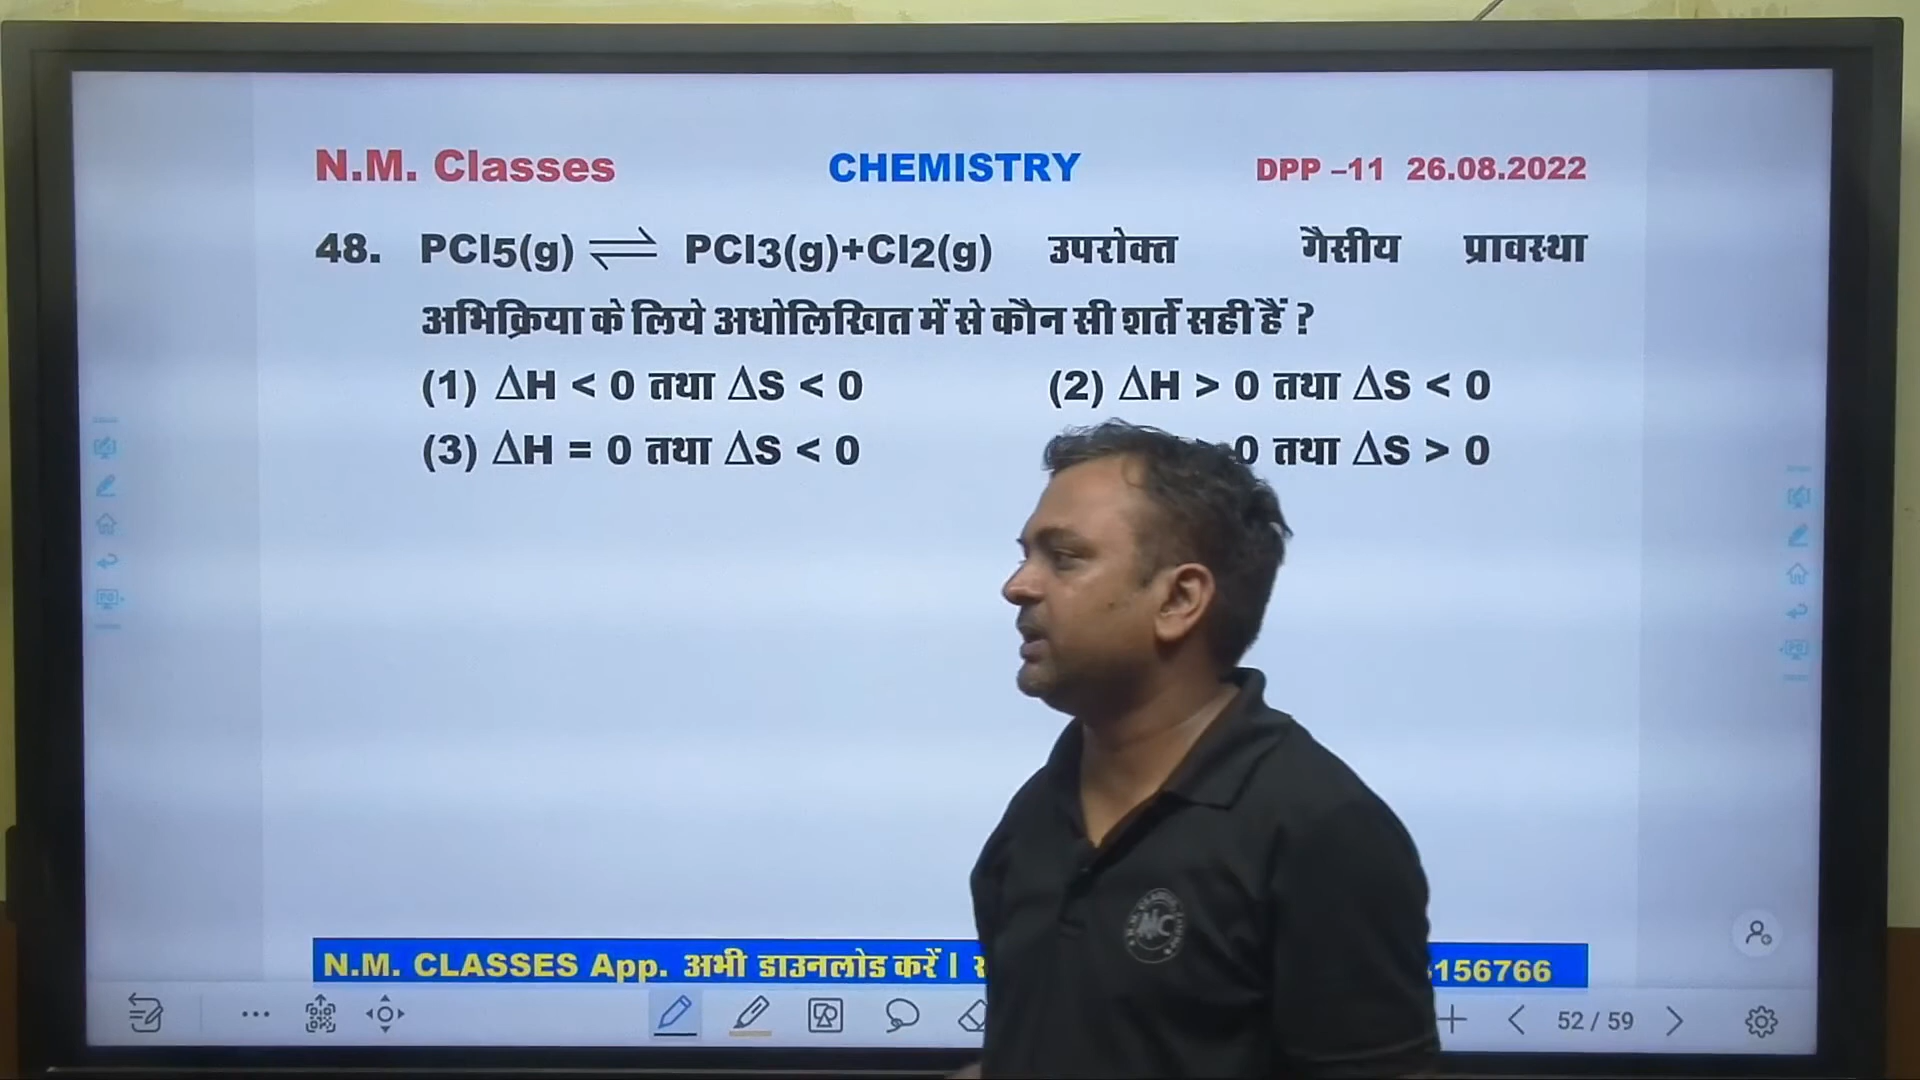 N.M. Classes CHEMISTRY DPP –11 26.08.2022
48. PCl5(g) ⇌ PCl3(g)+Cl2(g) उपरोक्त गैसीय प्रावस्था
अभिक्रिया के लिये अधोलिखित में से कौन सी शर्ते सही हैं ?
(1) ΔH < 0 तथा ΔS < 0 (2) ΔH > 0 तथा ΔS < 0
(3) ΔH = 0 तथा ΔS < 0 > 0 तथा ΔS > 0
N.M. CLASSES App. अभी डाउनलोड करें। 156766
52 / 59
NC